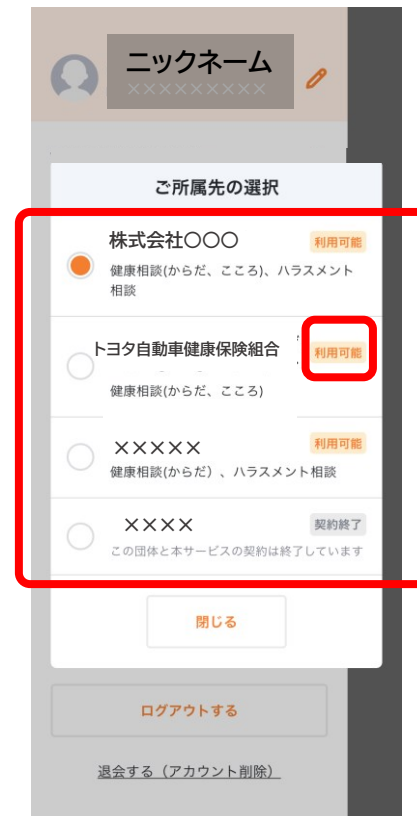 ニックネーム
×××××××××
ご所属先の選択
株式会社〇〇〇 利用可能
健康相談(からだ、こころ)、ハラスメント
相談
トヨタ自動車健康保険組合 利用可能
健康相談(からだ、こころ)
××××× 利用可能
健康相談(からだ）、ハラスメント相談
×××× 契約終了
この団体と本サービスの契約は終了しています
閉じる
ログアウトする
退会する（アカウント削除）